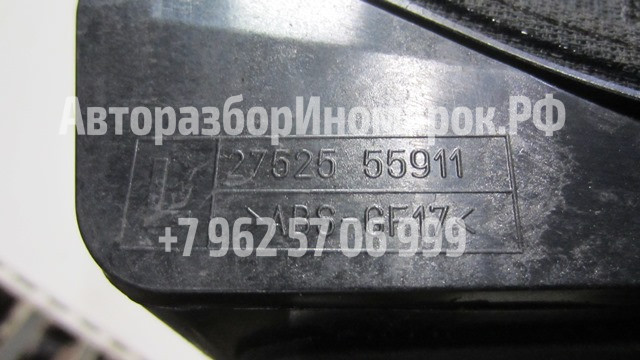 АвторазборИномарок.РФ
27525 55911
>ABS-GF17<
+7 962 57 06 999